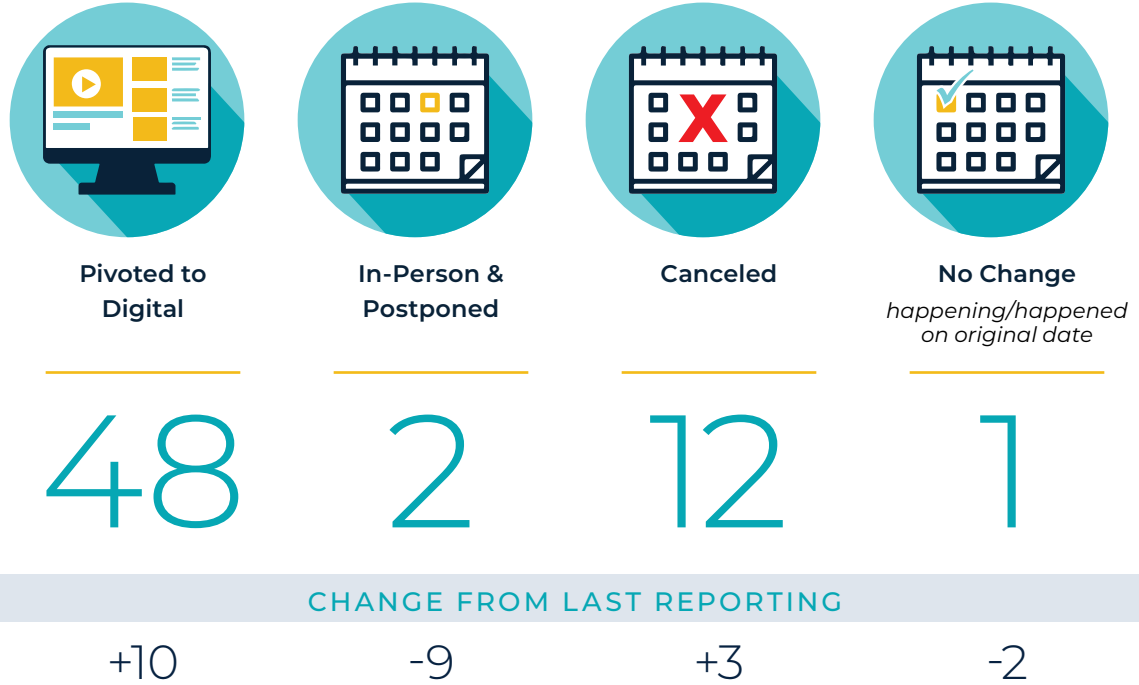 Pivoted to
Digital
In-Person &
Postponed
Canceled
No Change
happening/happened
on original date
48
2
12
1
CHANGE FROM LAST REPORTING
+10
-9
+3
-2